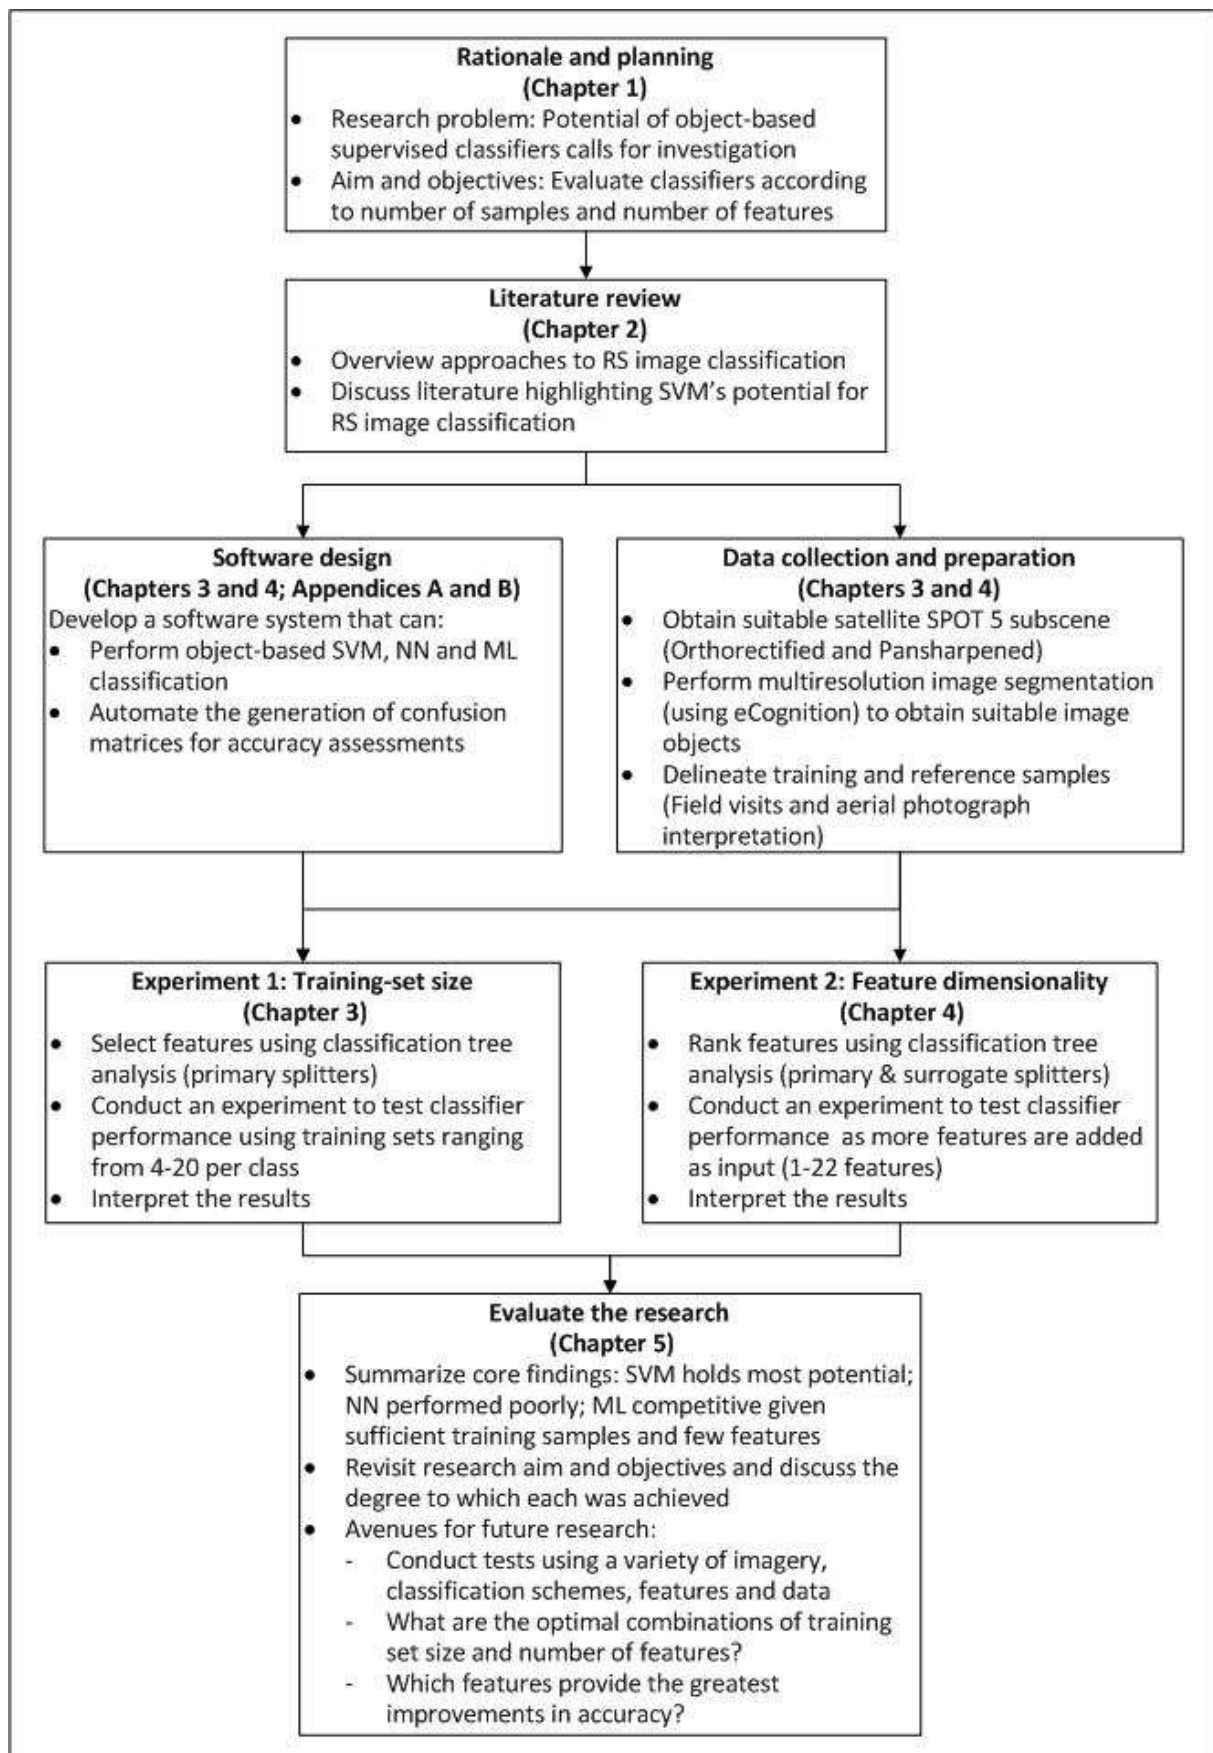 Rationale and planning
(Chapter 1)
• Research problem: Potential of object-based
supervised classifiers calls for investigation
• Aim and objectives: Evaluate classifiers according
to number of samples and number of features
Literature review
(Chapter 2)
• Overview approaches to RS image classification
• Discuss literature highlighting SVM's potential for
RS image classification
Software design
(Chapters 3 and 4; Appendices A and B)
Develop a software system that can:
• Perform object-based SVM, NN and ML
classification
• Automate the generation of confusion
matrices for accuracy assessments
Data collection and preparation
(Chapters 3 and 4)
• Obtain suitable satellite SPOT 5 subscene
(Orthorectified and Pansharpened)
• Perform multiresolution image segmentation
(using eCognition) to obtain suitable image
objects
• Delineate training and reference samples
(Field visits and aerial photograph
interpretation)
Experiment 1: Training-set size
(Chapter 3)
• Select features using classification tree
analysis (primary splitters)
• Conduct an experiment to test classifier
performance using training sets ranging
from 4-20 per class
• Interpret the results
Experiment 2: Feature dimensionality
(Chapter 4)
• Rank features using classification tree
analysis (primary & surrogate splitters)
• Conduct an experiment to test classifier
performance as more features are added
as input (1-22 features)
• Interpret the results
Evaluate the research
(Chapter 5)
• Summarize core findings: SVM holds most potential;
NN performed poorly; ML competitive given
sufficient training samples and few features
• Revisit research aim and objectives and discuss the
degree to which each was achieved
• Avenues for future research:
- Conduct tests using a variety of imagery,
classification schemes, features and data
- What are the optimal combinations of training
set size and number of features?
- Which features provide the greatest
improvements in accuracy?